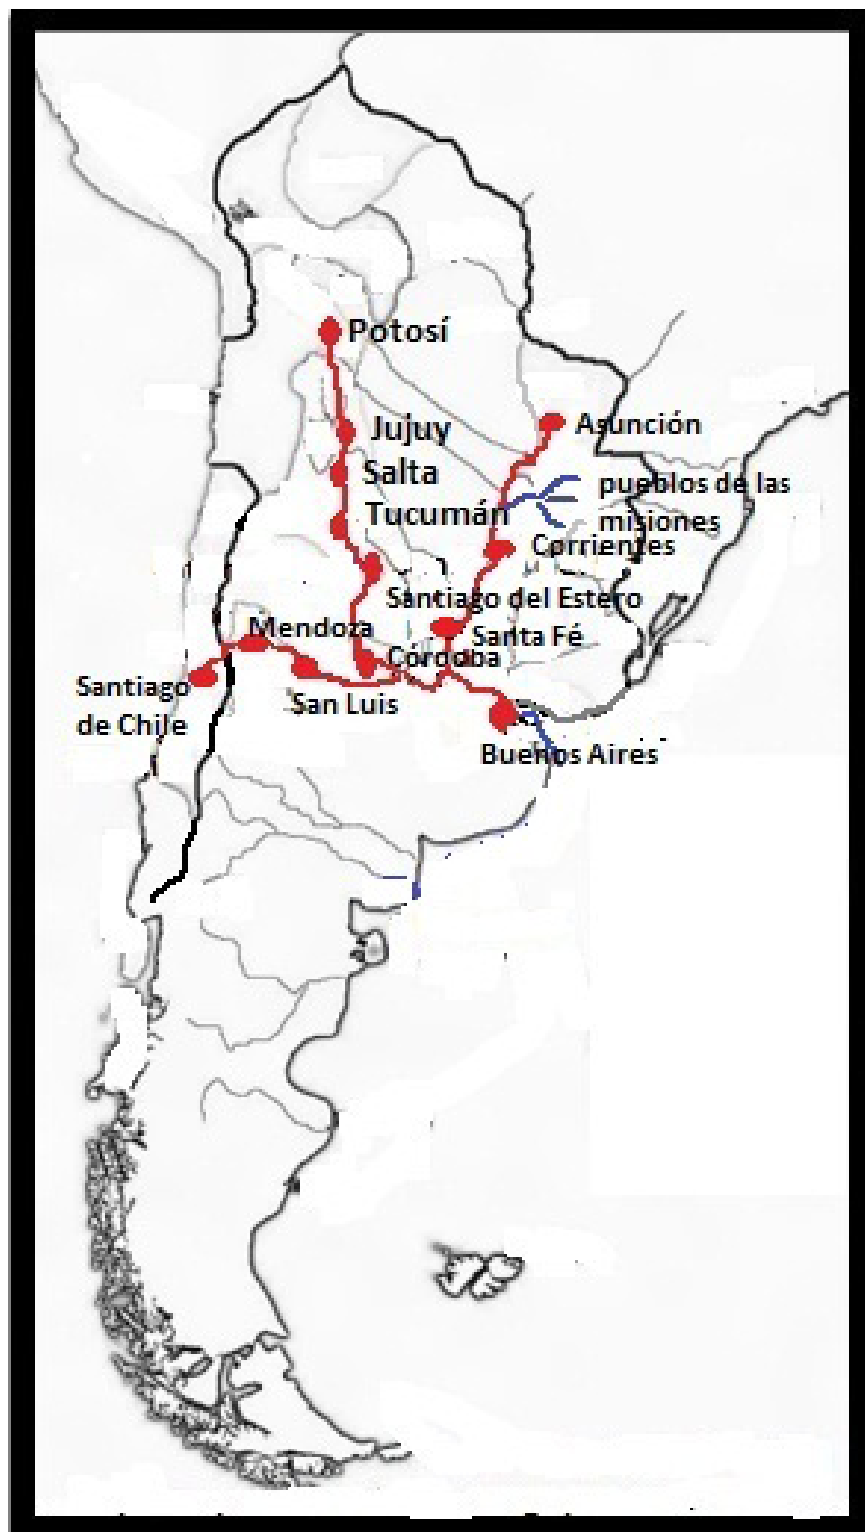 Potosí
Asunción
Jujuy
Salta
pueblos de las
misiones
Tucumán
Corrientes
Santiago del Estero
Mendoza
Santa Fé
Córdoba
Santiago
de Chile
San Luis
Buenos Aires